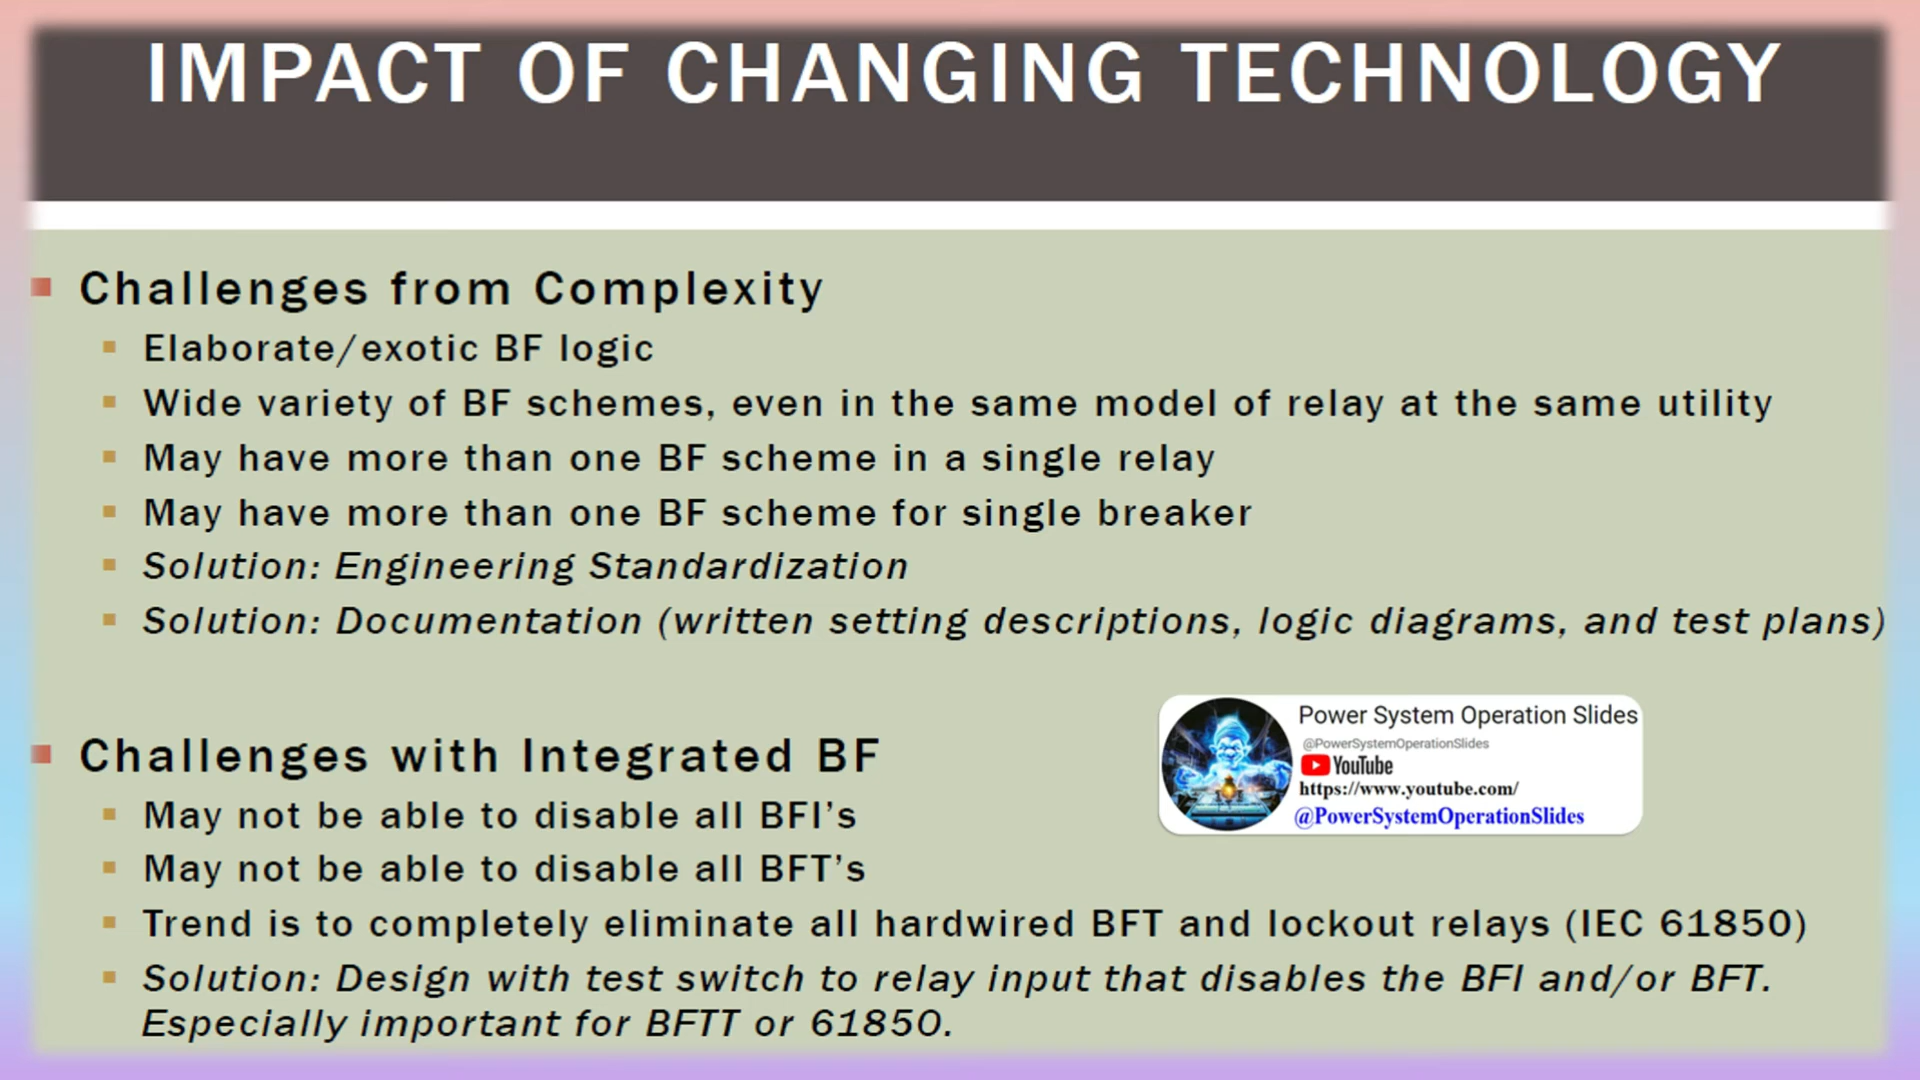 IMPACT OF CHANGING TECHNOLOGY
Challenges from Complexity
Elaborate/exotic BF logic
Wide variety of BF schemes, even in the same model of relay at the same utility
May have more than one BF scheme in a single relay
May have more than one BF scheme for single breaker
Solution: Engineering Standardization
Solution: Documentation (written setting descriptions, logic diagrams, and test plans)
Power System Operation Slides
@PowerSystemOperationSlides
YouTube
https://www.youtube.com/
@PowerSystemOperationSlides
Challenges with Integrated BF
May not be able to disable all BFI’s
May not be able to disable all BFT’s
Trend is to completely eliminate all hardwired BFT and lockout relays (IEC 61850)
Solution: Design with test switch to relay input that disables the BFI and/or BFT.
Especially important for BFTT or 61850.